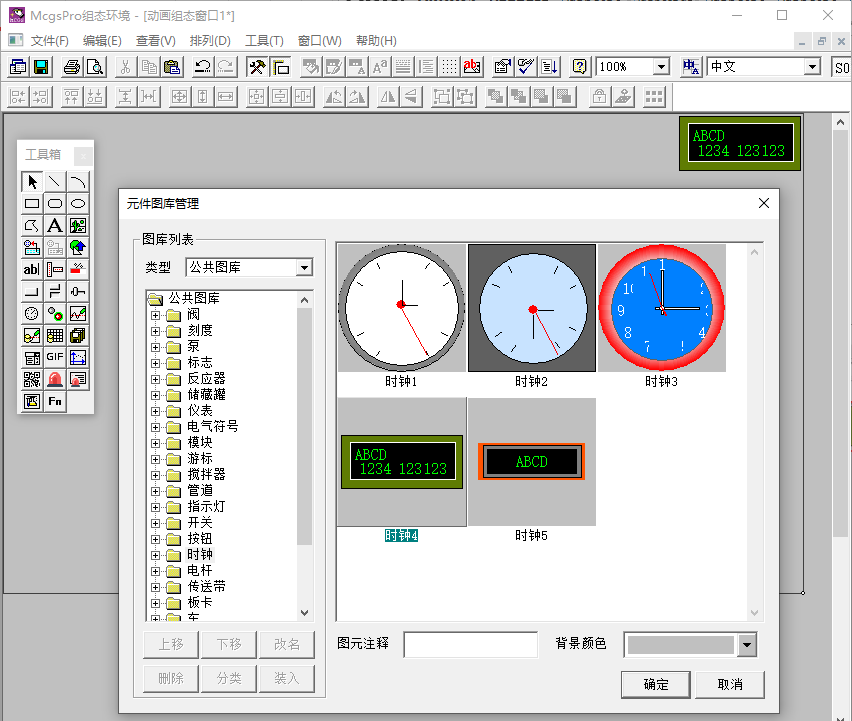 McgsPro组态环境 - [动画组态窗口1*]
文件(F) 编辑(E) 查看(V) 排列(D) 工具(T) 窗口(W) 帮助(H)
100% 中文 SO
工具箱
A
ab|
GIF
Fn
ABCD
1234 123123
元件图库管理
图库列表
类型 公共图库
公共图库
阀
刻度
泵
标志
反应器
储藏罐
仪表
电气符号
模块
游标
搅拌器
管道
指示灯
开关
按钮
时钟
电杆
传送带
板卡
车
上移 下移 改名
删除 分类 装入
时钟1 时钟2 时钟3
ABCD
1234 123123
ABCD
时钟4 时钟5
图元注释 背景颜色
确定 取消